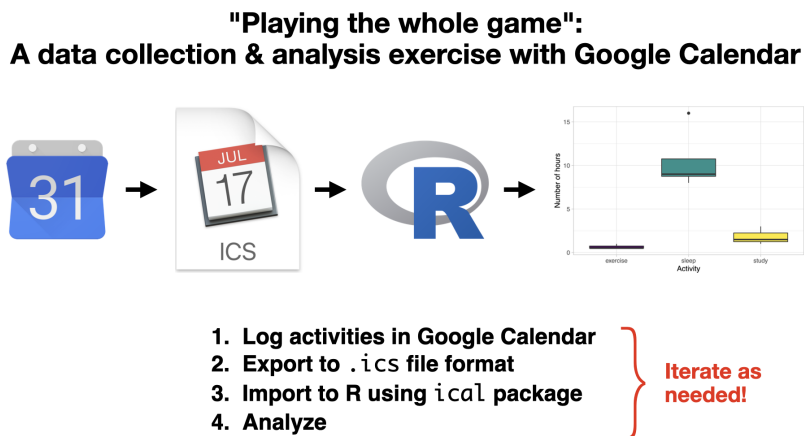 "Playing the whole game":
A data collection & analysis exercise with Google Calendar
31
JUL
17
ICS
R
15
10
5
0
Number of hours
exercise
sleep
study
Activity
1. Log activities in Google Calendar
2. Export to .ics file format
3. Import to R using ical package
4. Analyze
Iterate as
needed!